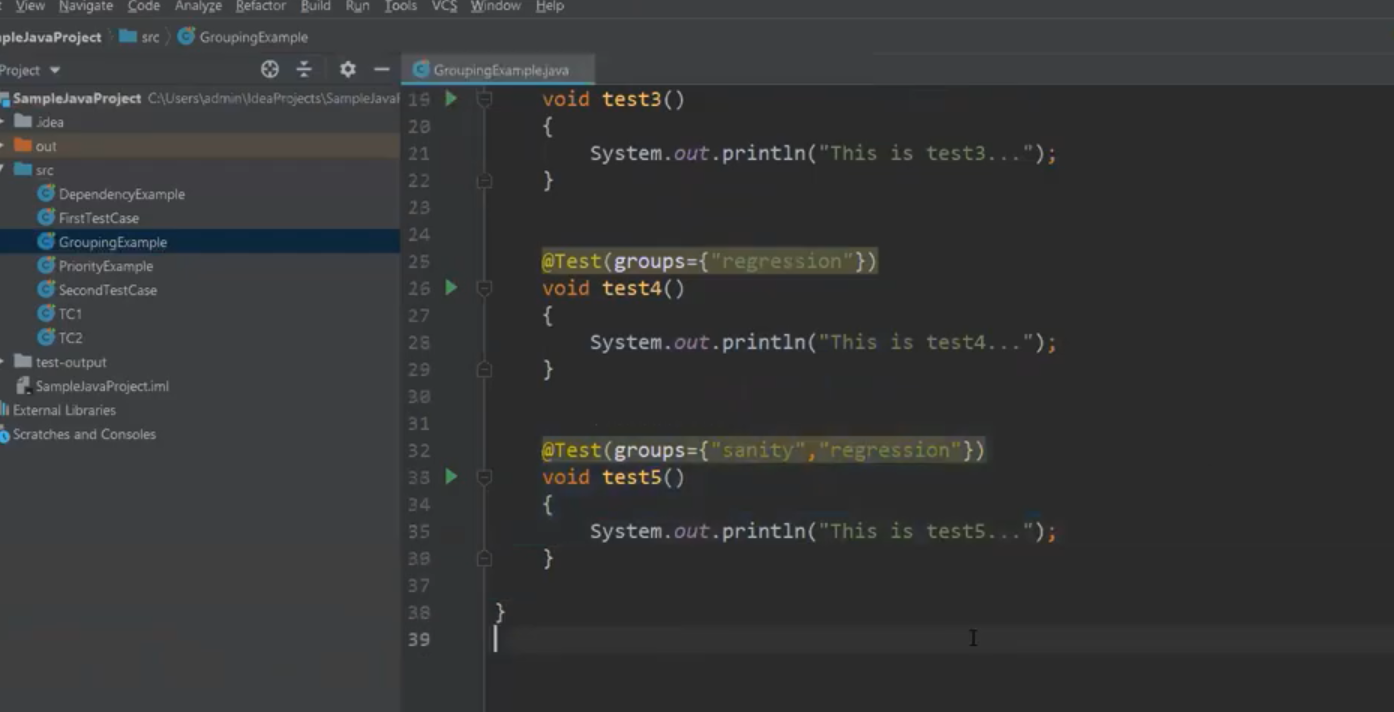 View Navigate Code Analyze Refactor Build Run Tools VCS Window Help
mpleJavaProject src GroupingExample
Project
GroupingExample.java
SampleJavaProject C:\Users\admin\IdeaProjects\SampleJavaP
.idea
out
src
DependencyExample
FirstTestCase
GroupingExample
PriorityExample
SecondTestCase
TC1
TC2
test-output
SampleJavaProject.iml
External Libraries
Scratches and Consoles
19 void test3()
20 {
21 System.out.println("This is test3...");
22 }
23
24
25 @Test(groups={"regression"})
26 void test4()
27 {
28 System.out.println("This is test4...");
29 }
30
31
32 @Test(groups={"sanity","regression"})
33 void test5()
34 {
35 System.out.println("This is test5...");
36 }
37
38 }
39